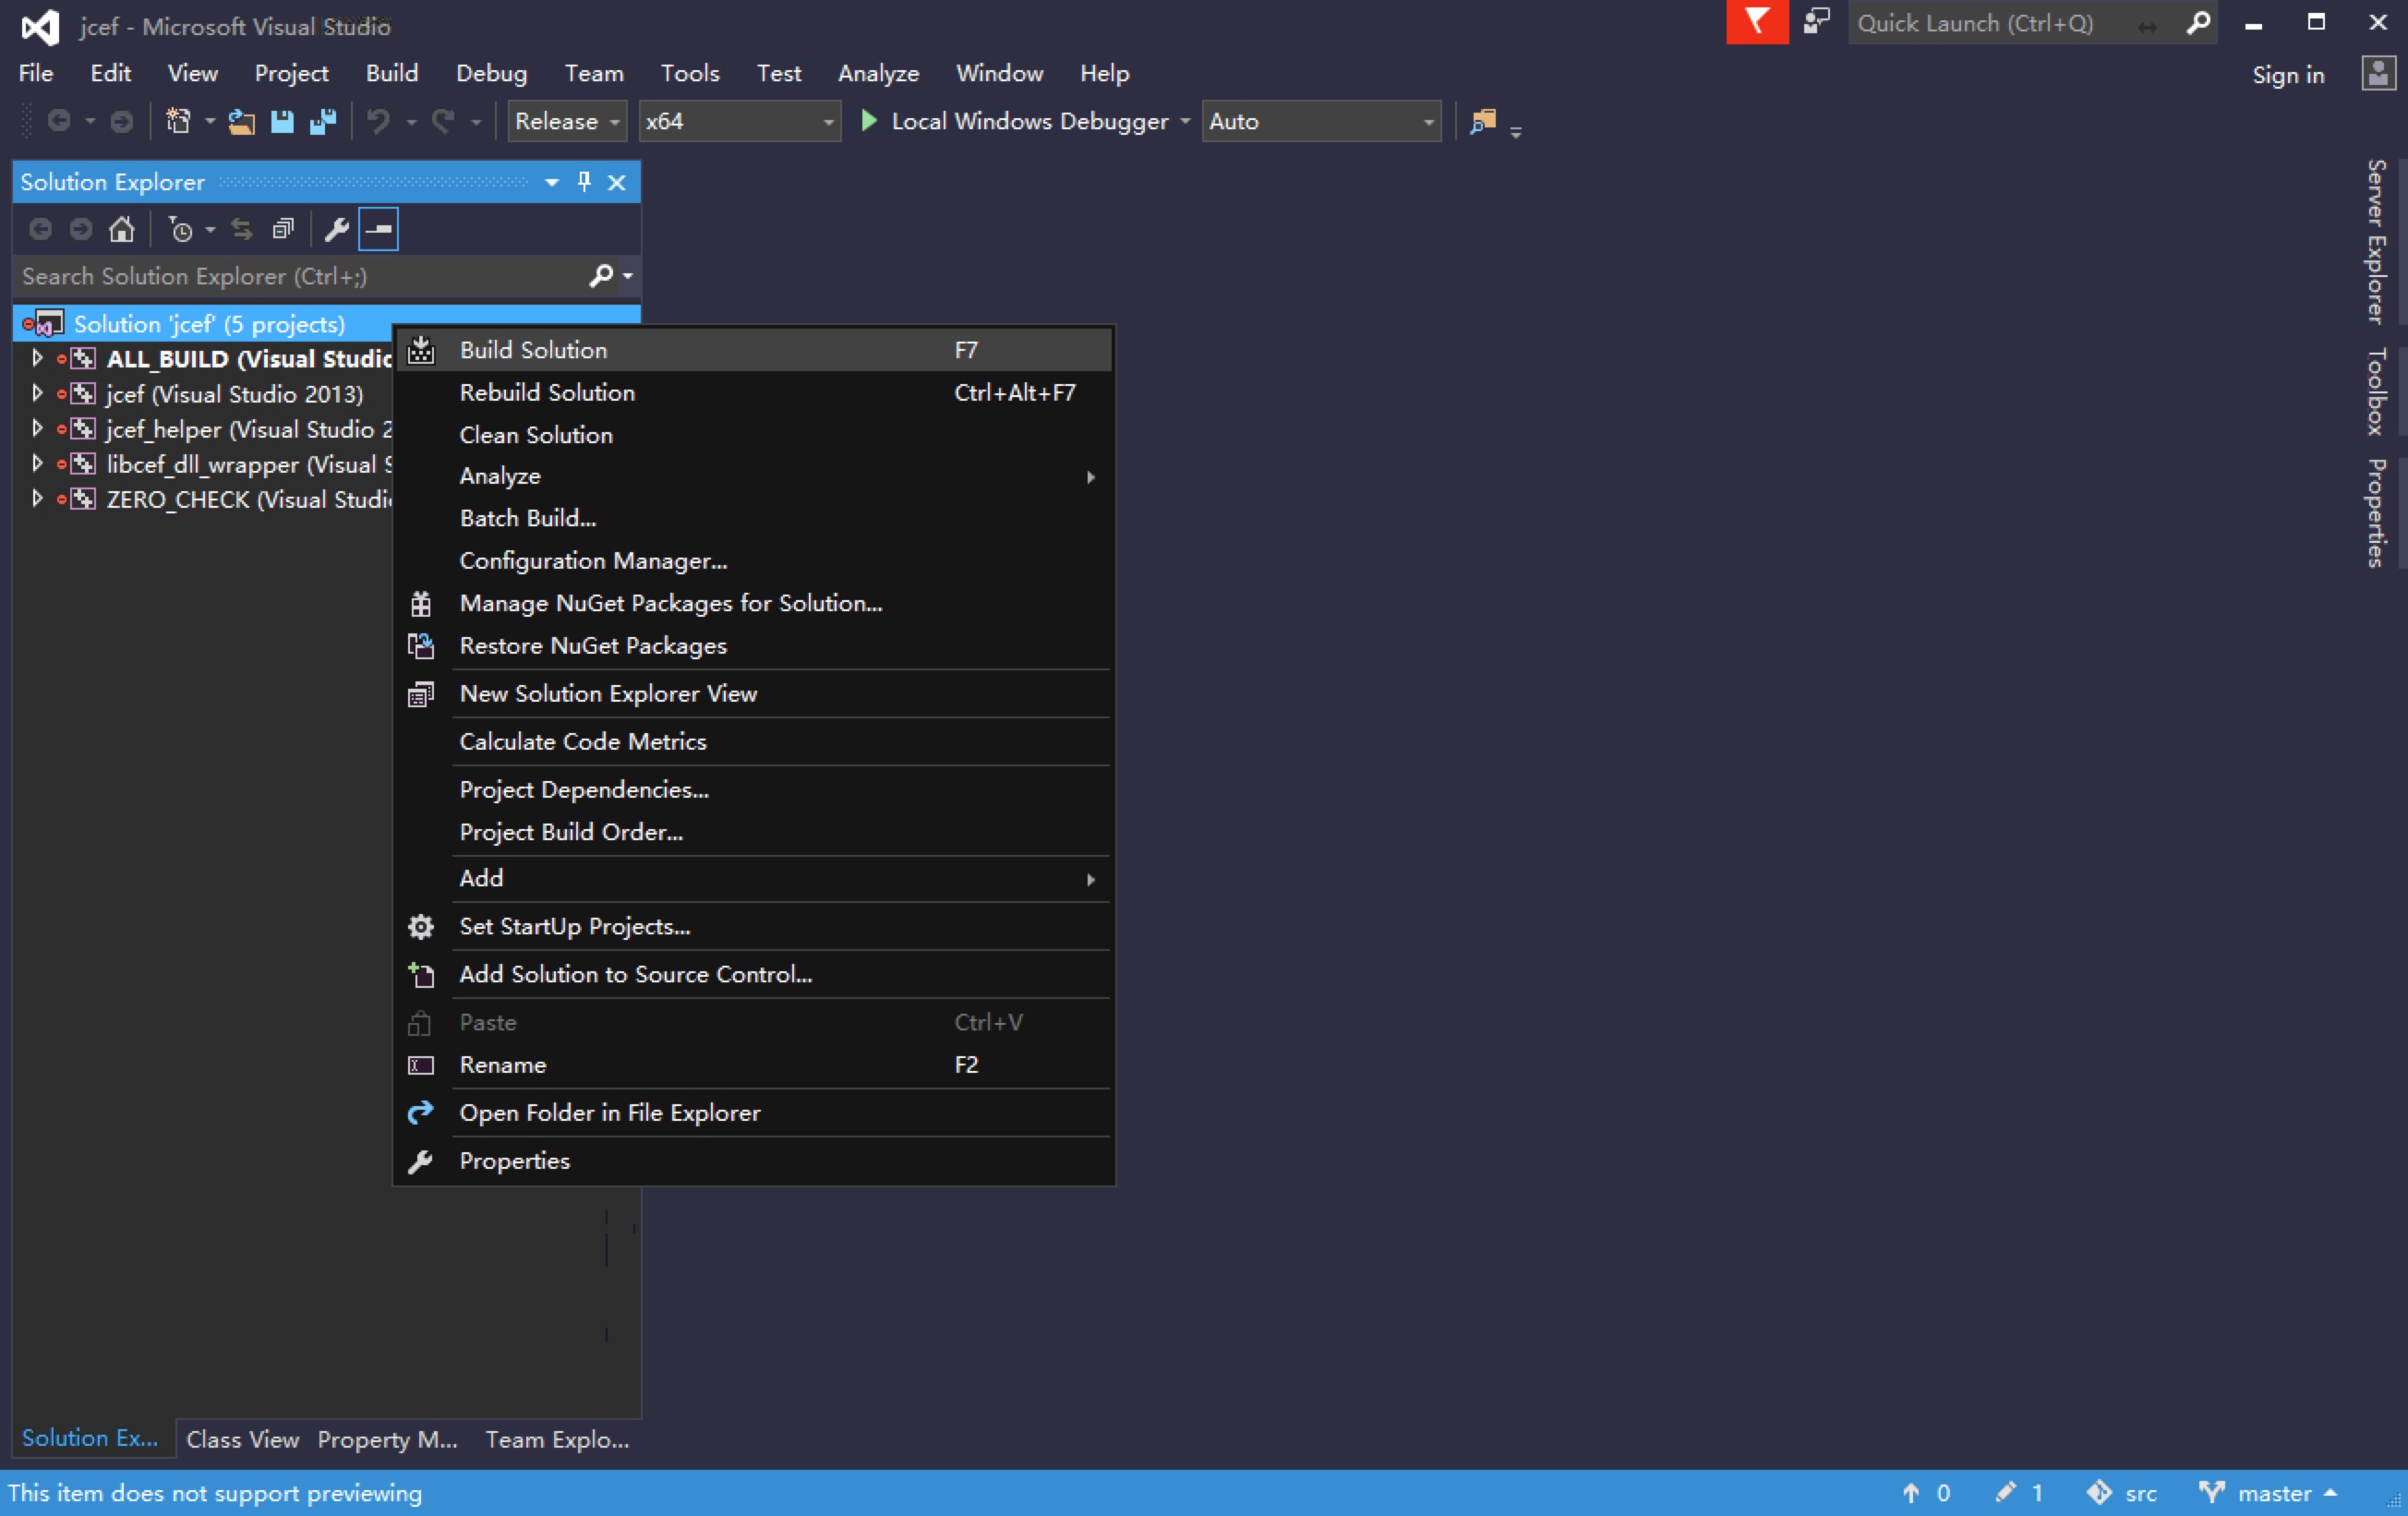 jcef - Microsoft Visual Studio
Quick Launch (Ctrl+Q)
File Edit View Project Build Debug Team Tools Test Analyze Window Help
Sign in
Release x64 Local Windows Debugger Auto
Solution Explorer
Search Solution Explorer (Ctrl+;)
Solution 'jcef' (5 projects)
ALL_BUILD (Visual Studio
jcef (Visual Studio 2013)
jcef_helper (Visual Studio 2
libcef_dll_wrapper (Visual S
ZERO_CHECK (Visual Studi
Build Solution F7
Rebuild Solution Ctrl+Alt+F7
Clean Solution
Analyze
Batch Build...
Configuration Manager...
Manage NuGet Packages for Solution...
Restore NuGet Packages
New Solution Explorer View
Calculate Code Metrics
Project Dependencies...
Project Build Order...
Add
Set StartUp Projects...
Add Solution to Source Control...
Paste Ctrl+V
Rename F2
Open Folder in File Explorer
Properties
Server Explorer
Toolbox
Properties
Solution Ex... Class View Property M... Team Explo...
This item does not support previewing
0 1 src master